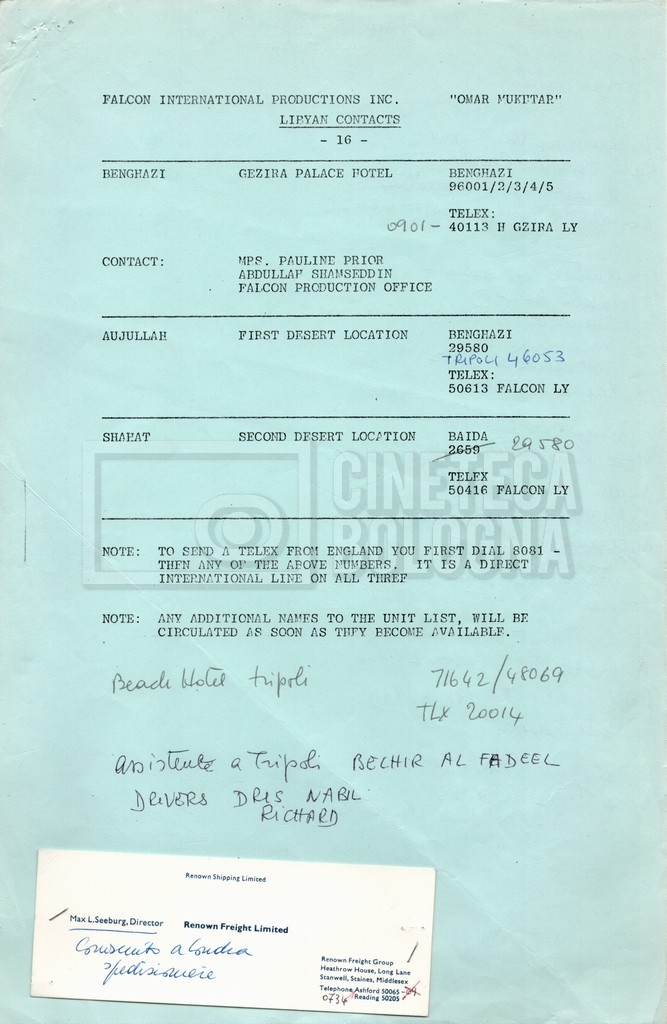 FALCON INTERNATIONAL PRODUCTIONS INC. "OMAR MUKHTAR"
LIBYAN CONTACTS
- 16 -
BENGHAZI GEZIRA PALACE HOTEL BENGHAZI
96001/2/3/4/5
TELEX:
0901 - 40113 H GZIRA LY
CONTACT: MRS. PAULINE PRIOR
ABDULLAH SHAMSEDDIN
FALCON PRODUCTION OFFICE
AUJULLAH FIRST DESERT LOCATION BENGHAZI
29580
TRIPOLI 46053
TELEX:
50613 FALCON LY
SHAHAT SECOND DESERT LOCATION BAIDA
2659 29580
TELEX
50416 FALCON LY
CINETECA
BOLOGNA
NOTE: TO SEND A TELEX FROM ENGLAND YOU FIRST DIAL 8081 -
THEN ANY OF THE ABOVE NUMBERS. IT IS A DIRECT
INTERNATIONAL LINE ON ALL THREE
NOTE: ANY ADDITIONAL NAMES TO THE UNIT LIST, WILL BE
CIRCULATED AS SOON AS THEY BECOME AVAILABLE.
Beach Hotel tripoli 71642/48069
Tlx 20014
assistente a Tripoli BECHIR AL FADEEL
DRIVERS DRIS NABIL
RICHARD
Renown Shipping Limited
Max L. Seeburg, Director Renown Freight Limited
a Londra
spedizioniere
Renown Freight Group
Heathrow House, Long Lane
Stanwell, Staines, Middlesex
Telephone Ashford 50065
0734 Reading 50205